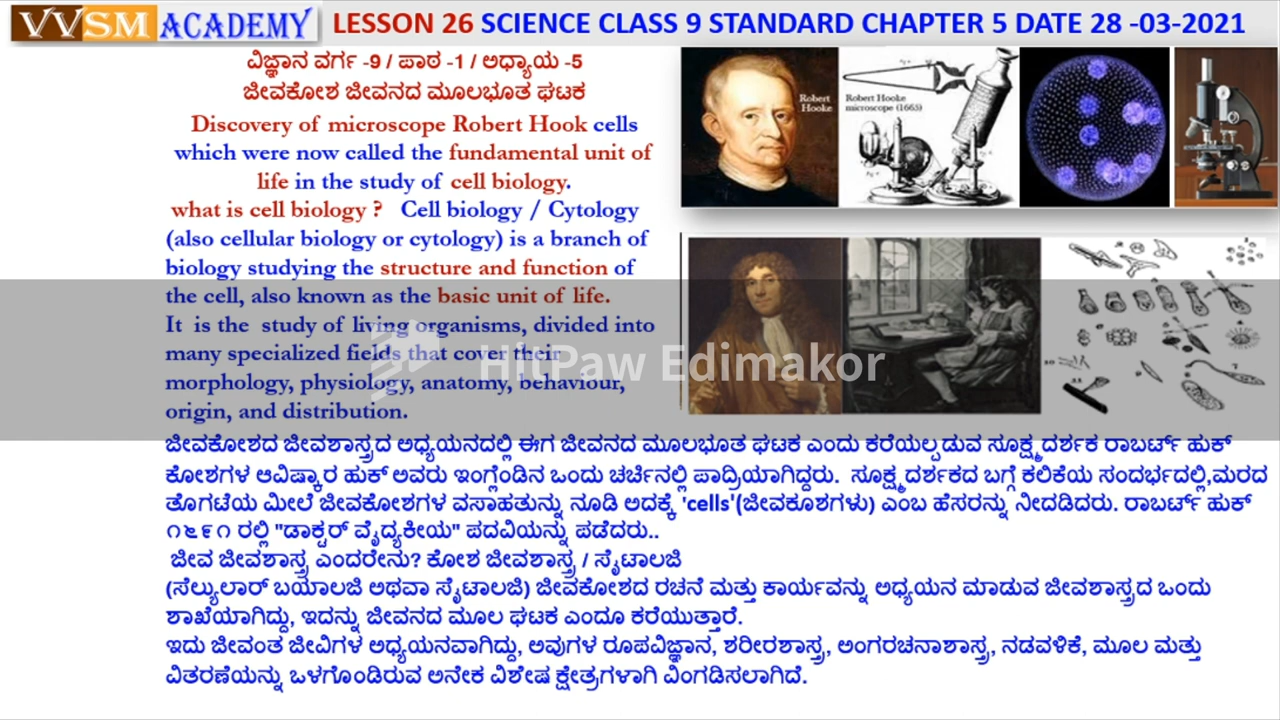 VVSM ACADEMY
LESSON 26 SCIENCE CLASS 9 STANDARD CHAPTER 5 DATE 28 -03-2021
ವಿಜ್ಞಾನ ವರ್ಗ -9 / ಪಾಠ -1 / ಅಧ್ಯಾಯ -5
ಜೀವಕೋಶ ಜೀವನದ ಮೂಲಭೂತ ಘಟಕ
Discovery of microscope Robert Hook cells
which were now called the fundamental unit of
life in the study of cell biology.
what is cell biology ? Cell biology / Cytology
(also cellular biology or cytology) is a branch of
biology studying the structure and function of
the cell, also known as the basic unit of life.
It is the study of living organisms, divided into
many specialized fields that cover their
morphology, physiology, anatomy, behaviour,
origin, and distribution.
Robert
Hooke
Robert Hooke
microscope (1665)
HitPaw Edimakor
ಜೀವಕೋಶದ ಜೀವಶಾಸ್ತ್ರದ ಅಧ್ಯಯನದಲ್ಲಿ ಈಗ ಜೀವನದ ಮೂಲಭೂತ ಘಟಕ ಎಂದು ಕರೆಯಲ್ಪಡುವ ಸೂಕ್ಷ್ಮದರ್ಶಕ ರಾಬರ್ಟ್ ಹುಕ್
ಕೋಶಗಳ ಆವಿಷ್ಕಾರ ಹುಕ್ ಅವರು ಇಂಗ್ಲೆಂಡಿನ ಒಂದು ಚರ್ಚಿನಲ್ಲಿ ಪಾದ್ರಿಯಾಗಿದ್ದರು. ಸೂಕ್ಷ್ಮದರ್ಶಕದ ಬಗ್ಗೆ ಕಲಿಕೆಯ ಸಂದರ್ಭದಲ್ಲಿ,ಮರದ
ತೊಗಟೆಯ ಮೇಲೆ ಜೀವಕೋಶಗಳ ವಸಾಹತುನ್ನು ನೂಡಿ ಅದಕ್ಕೆ 'cells'(ಜೀವಕೂಶಗಳು) ಎಂಬ ಹೆಸರನ್ನು ನೀದಡಿದರು. ರಾಬರ್ಟ್ ಹುಕ್
೧೬೯೧ ರಲ್ಲಿ "ಡಾಕ್ಟರ್ ವೈದ್ಯಕೀಯ" ಪದವಿಯನ್ನು ಪಡೆದರು..
ಜೀವ ಜೀವಶಾಸ್ತ್ರ ಎಂದರೇನು? ಕೋಶ ಜೀವಶಾಸ್ತ್ರ / ಸೈಟಾಲಜಿ
(ಸೆಲ್ಯುಲಾರ್ ಬಯಾಲಜಿ ಅಥವಾ ಸೈಟಾಲಜಿ) ಜೀವಕೋಶದ ರಚನೆ ಮತ್ತು ಕಾರ್ಯವನ್ನು ಅಧ್ಯಯನ ಮಾಡುವ ಜೀವಶಾಸ್ತ್ರದ ಒಂದು
ಶಾಖೆಯಾಗಿದ್ದು, ಇದನ್ನು ಜೀವನದ ಮೂಲ ಘಟಕ ಎಂದೂ ಕರೆಯುತ್ತಾರೆ.
ಇದು ಜೀವಂತ ಜೀವಿಗಳ ಅಧ್ಯಯನವಾಗಿದ್ದು, ಅವುಗಳ ರೂಪವಿಜ್ಞಾನ, ಶರೀರಶಾಸ್ತ್ರ, ಅಂಗರಚನಾಶಾಸ್ತ್ರ, ನಡವಳಿಕೆ, ಮೂಲ ಮತ್ತು
ವಿತರಣೆಯನ್ನು ಒಳಗೊಂಡಿರುವ ಅನೇಕ ವಿಶೇಷ ಕ್ಷೇತ್ರಗಳಾಗಿ ವಿಂಗಡಿಸಲಾಗಿದೆ.